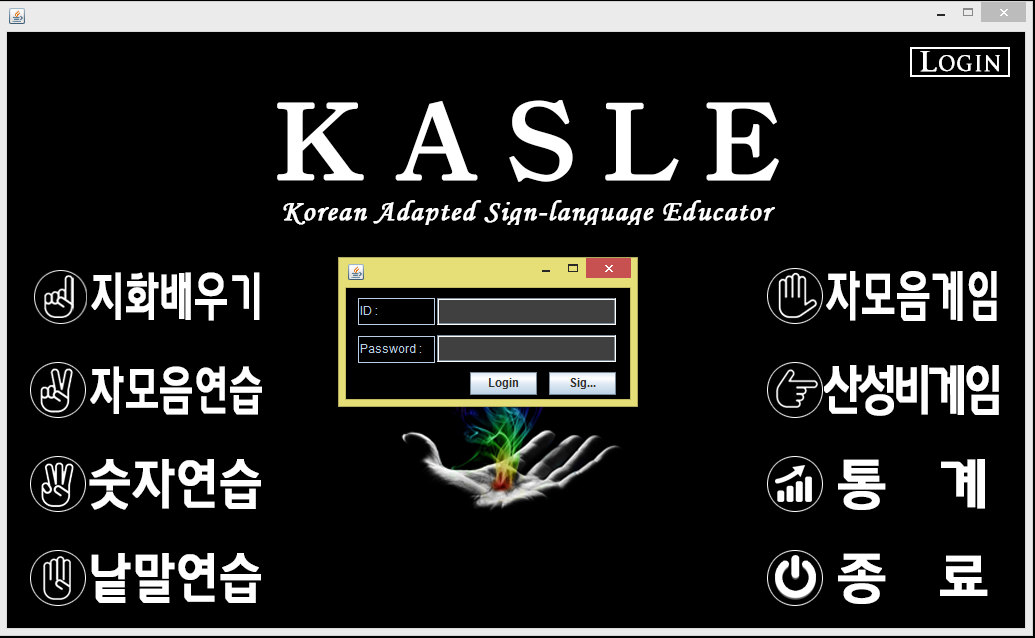 LOGIN
KASLE
Korean Adapted Sign-language Educator
지화배우기
자모음연습
숫자연습
낱말연습
ID :
Password :
Login
Sig...
자모음게임
산성비게임
통 계
종 료